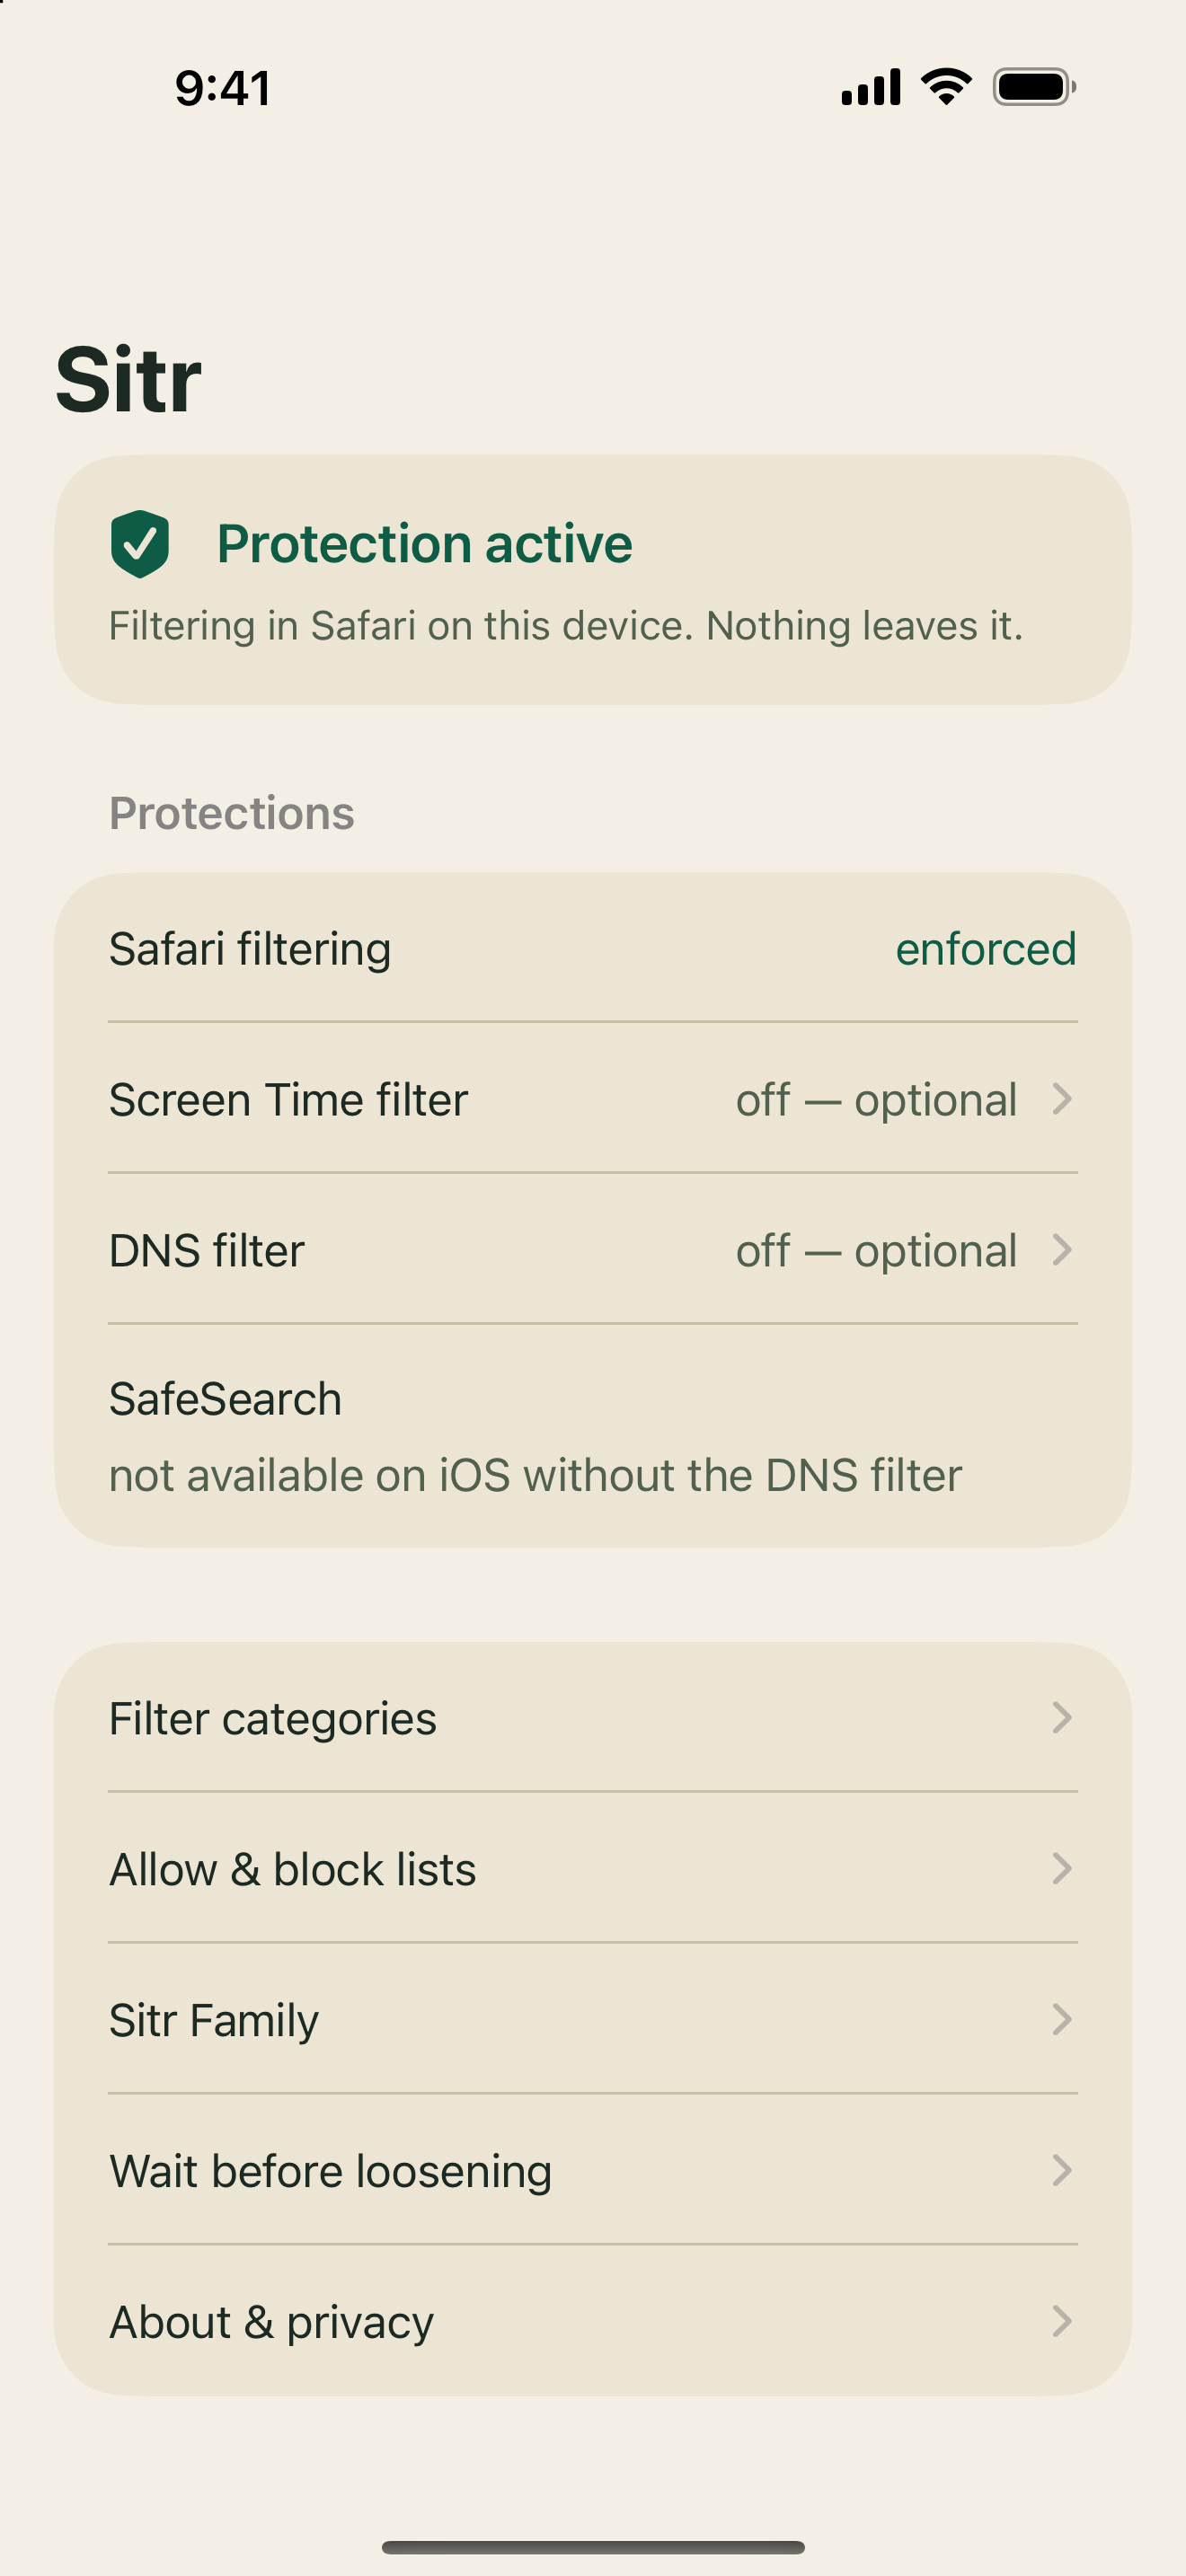 9:41
Sitr
Protection active
Filtering in Safari on this device. Nothing leaves it.
Protections
Safari filtering enforced
Screen Time filter off — optional
DNS filter off — optional
SafeSearch
not available on iOS without the DNS filter
Filter categories
Allow & block lists
Sitr Family
Wait before loosening
About & privacy